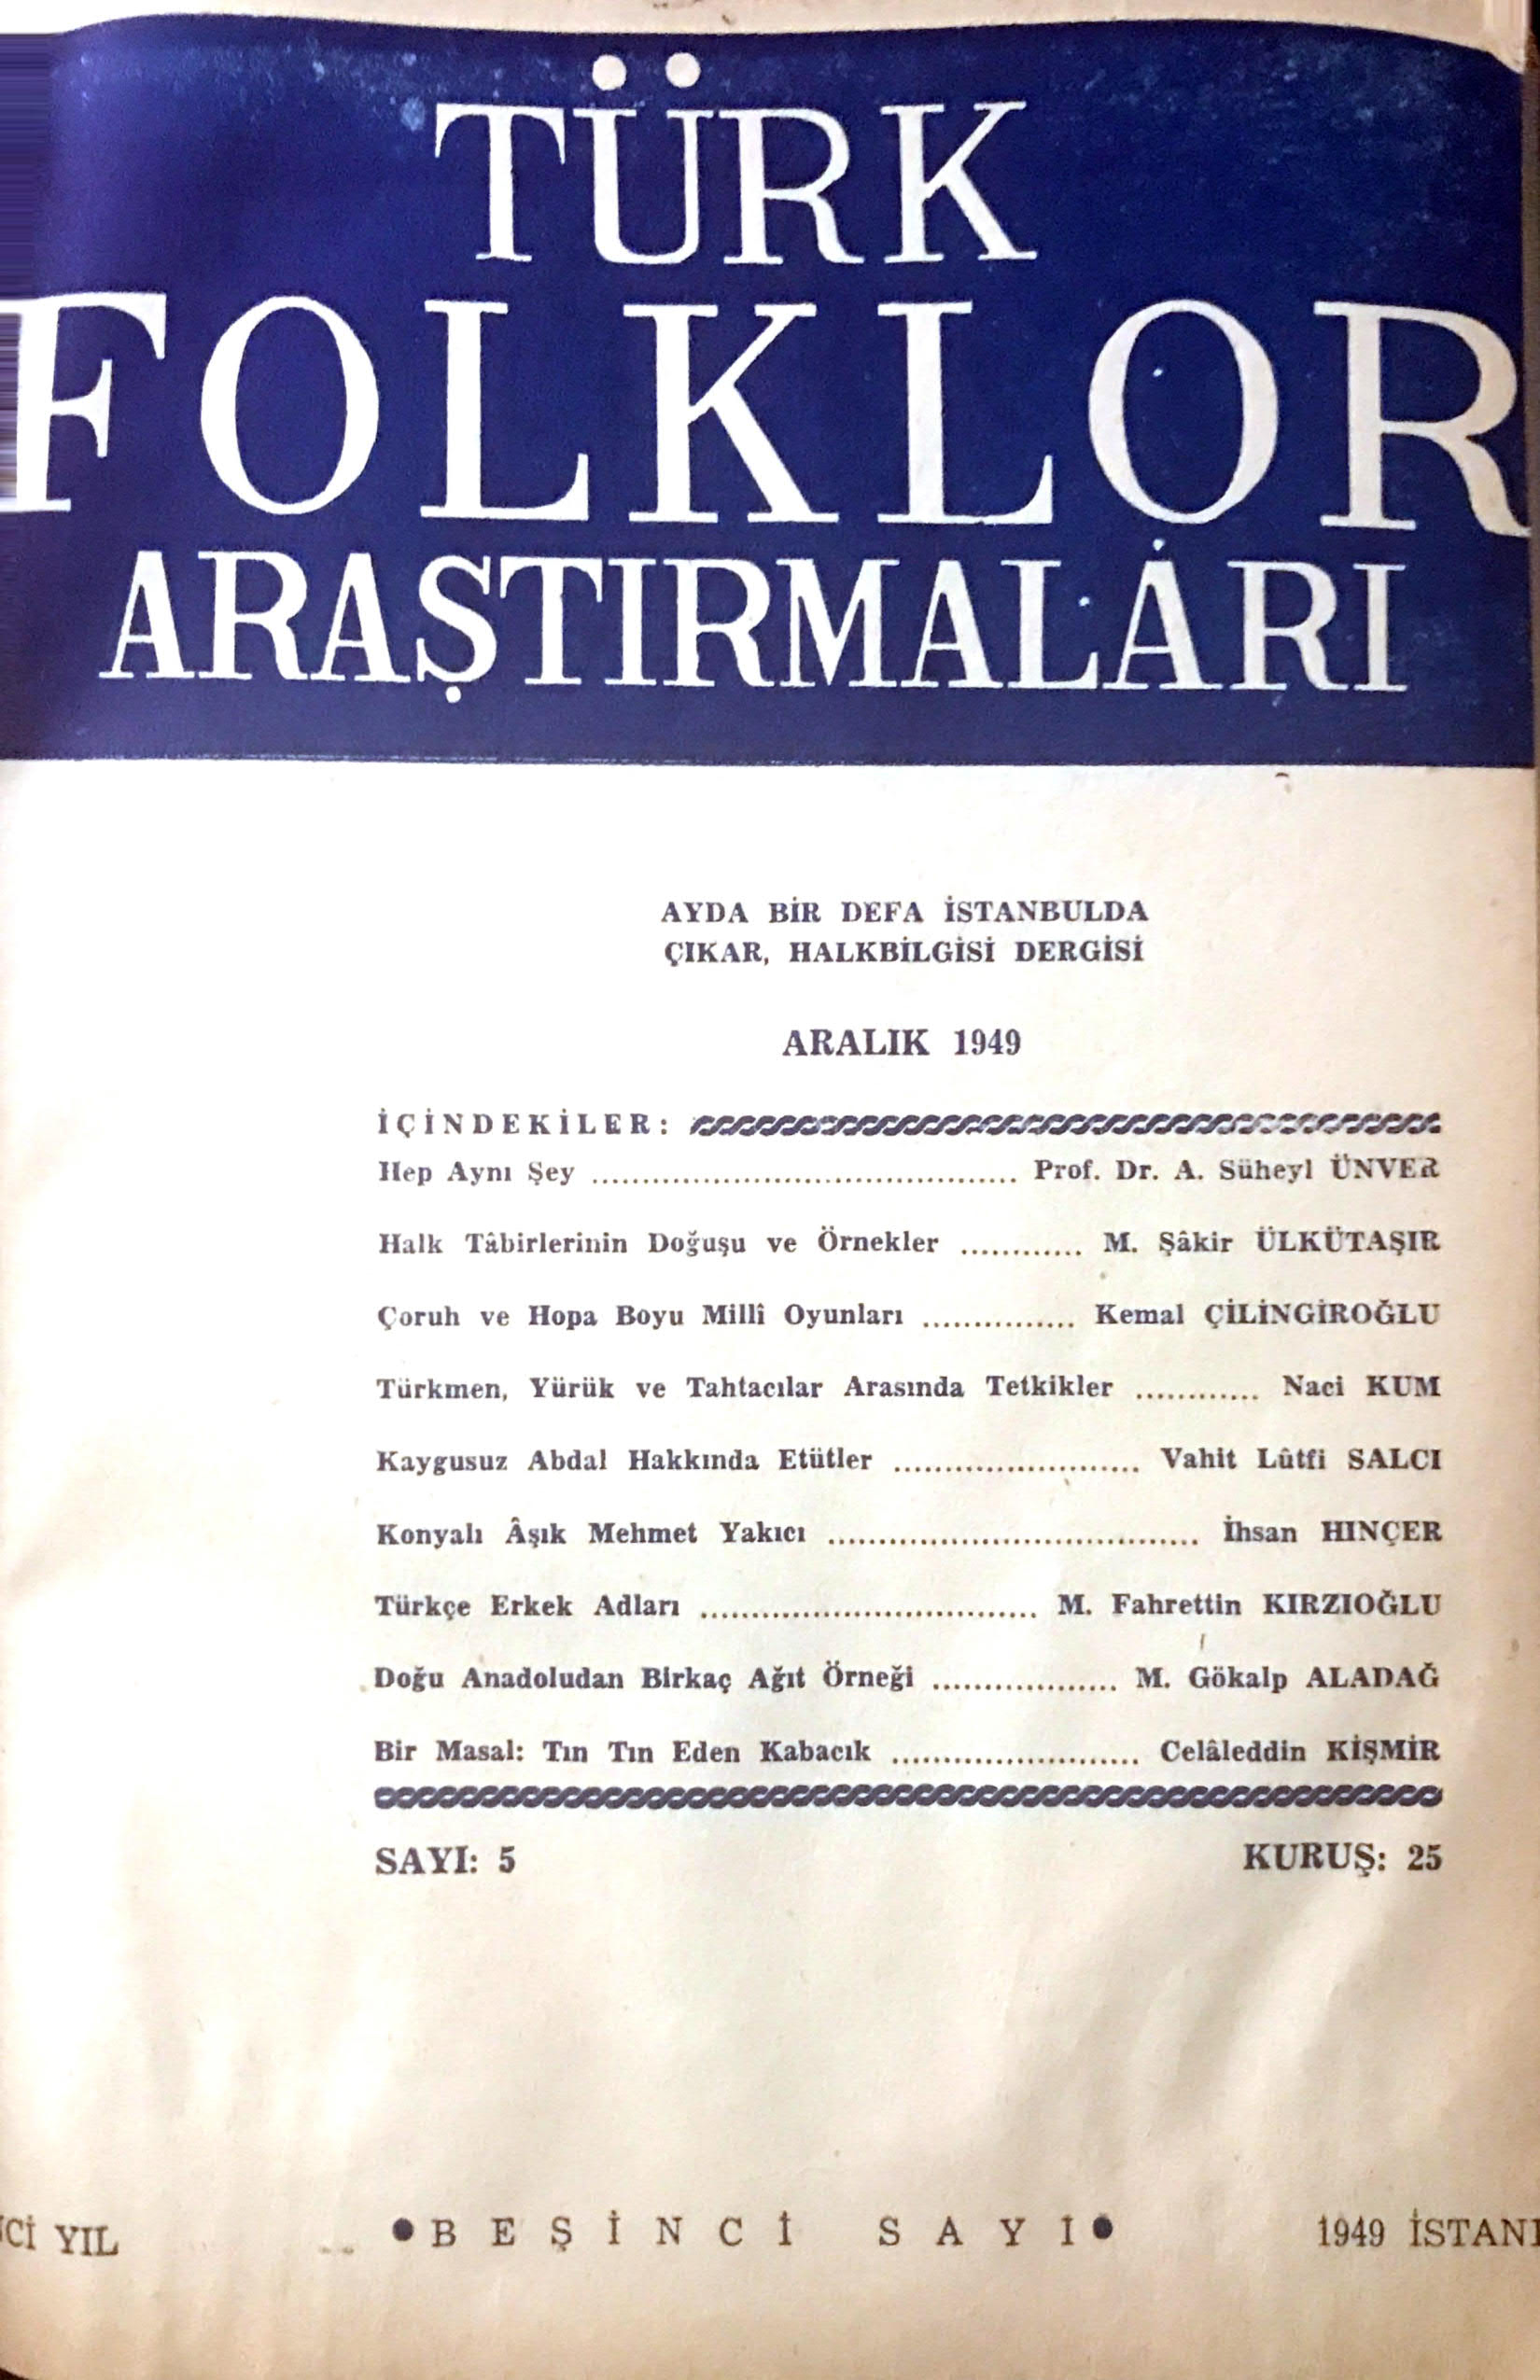 TÜRK
FOLKLOR
ARAŞTIRMALARI
AYDA BİR DEFA İSTANBULDA
ÇIKAR, HALKBİLGİSİ DERGİSİ
ARALIK 1949
İÇİNDEKİLER:
Hep Aynı Şey .......................................... Prof. Dr. A. Süheyl ÜNVER
Halk Tâbirlerinin Doğuşu ve Örnekler ............ M. Şâkir ÜLKÜTAŞIR
Çoruh ve Hopa Boyu Millî Oyunları ............... Kemal ÇİLİNGİROĞLU
Türkmen, Yürük ve Tahtacılar Arasında Tetkikler ............ Naci KUM
Kaygusuz Abdal Hakkında Etütler ........................ Vahit Lûtfi SALCI
Konyalı Âşık Mehmet Yakıcı .................................... İhsan HINÇER
Türkçe Erkek Adları ................................. M. Fahrettin KIRZIOĞLU
Doğu Anadoludan Birkaç Ağıt Örneği .................. M. Gökalp ALADAĞ
Bir Masal: Tın Tın Eden Kabacık ........................ Celâleddin KİŞMİR
SAYI: 5 KURUŞ: 25
Cİ YIL •BEŞİNCİ SAYI• 1949 İSTAN